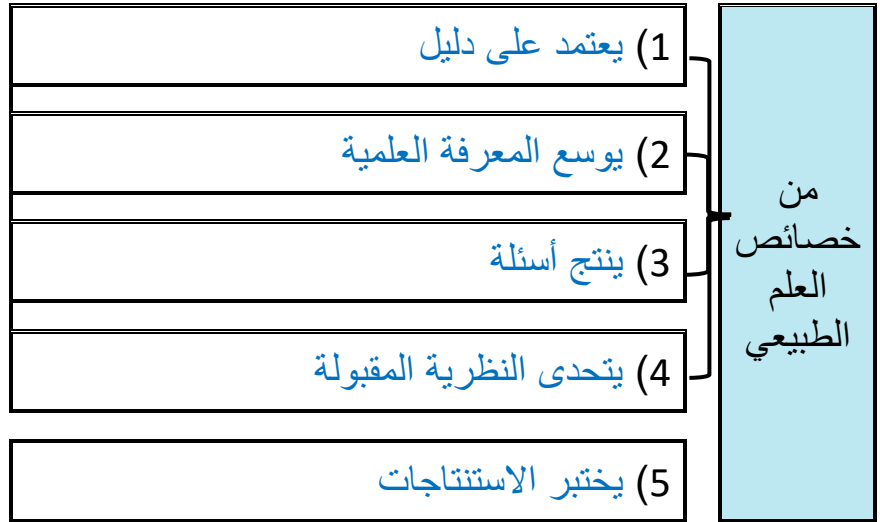 من
خصائص
العلم
الطبيعي
1) يعتمد على دليل
2) يوسع المعرفة العلمية
3) ينتج أسئلة
4) يتحدى النظرية المقبولة
5) يختبر الاستنتاجات